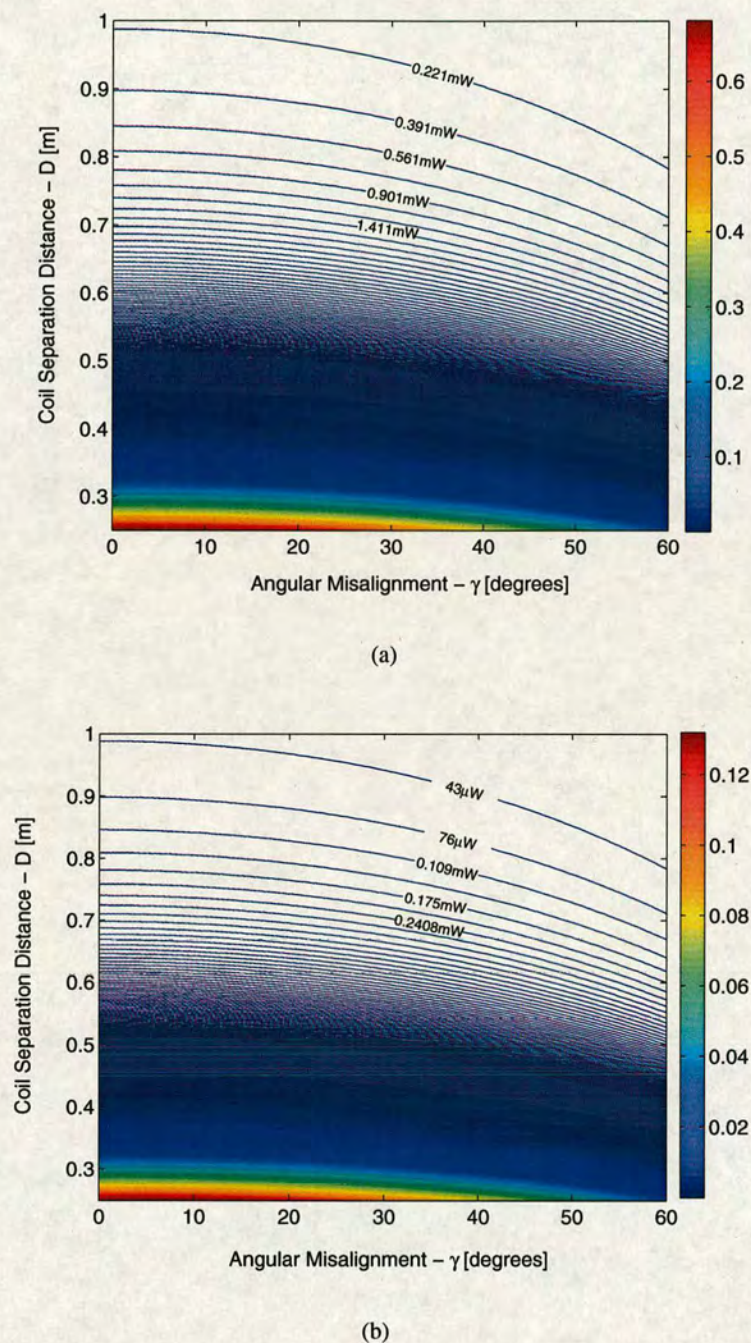 1
0.9
0.8
0.7
0.6
0.5
0.4
0.3
Coil Separation Distance – D [m]
0.221mW
0.391mW
0.561mW
0.901mW
1.411mW
0.6
0.5
0.4
0.3
0.2
0.1
0 10 20 30 40 50 60
Angular Misalignment – γ [degrees]
(a)
1
0.9
0.8
0.7
0.6
0.5
0.4
0.3
Coil Separation Distance – D [m]
43μW
76μW
0.109mW
0.175mW
0.2408mW
0.12
0.1
0.08
0.06
0.04
0.02
0 10 20 30 40 50 60
Angular Misalignment – γ [degrees]
(b)